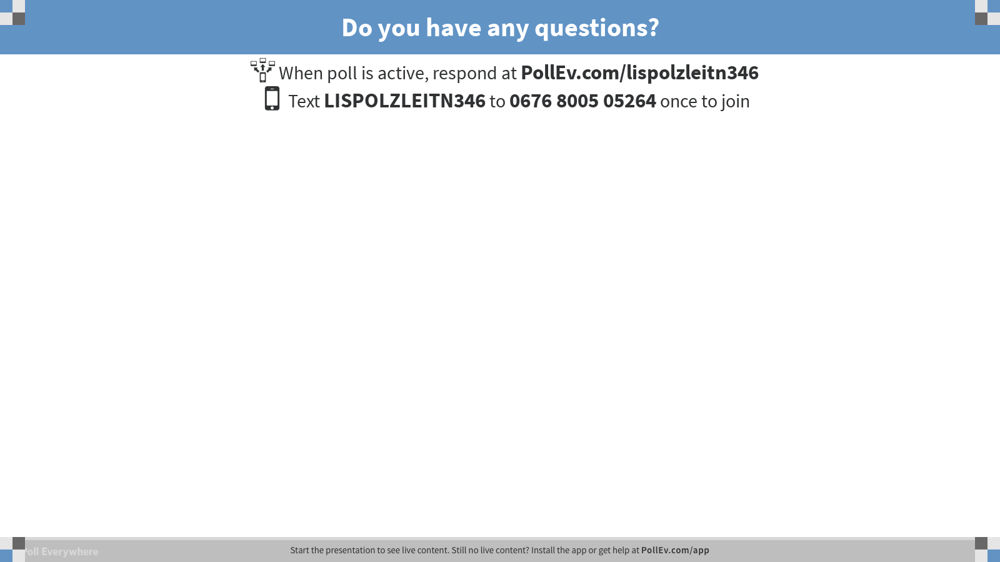 Do you have any questions?
When poll is active, respond at PollEv.com/lispolzleitn346
Text LISPOLZLEITN346 to 0676 8005 05264 once to join
Poll Everywhere
Start the presentation to see live content. Still no live content? Install the app or get help at PollEv.com/app